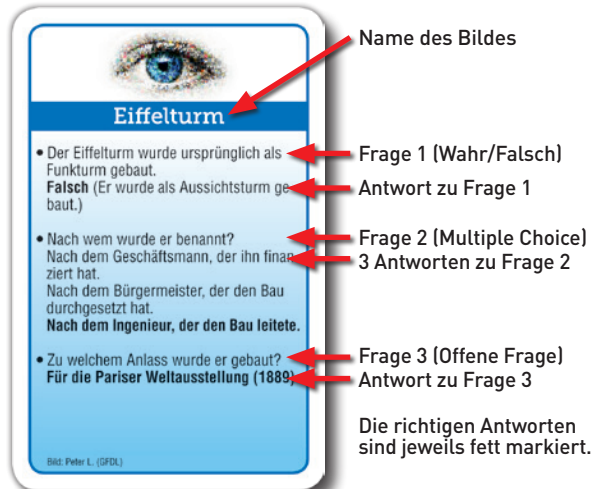 Name des Bildes
Eiffelturm
• Der Eiffelturm wurde ursprünglich als
Funkturm gebaut.
Falsch (Er wurde als Aussichtsturm ge-
baut.)
• Nach wem wurde er benannt?
Nach dem Geschäftsmann, der ihn finan-
ziert hat.
Nach dem Bürgermeister, der den Bau
durchgesetzt hat.
Nach dem Ingenieur, der den Bau leitete.
• Zu welchem Anlass wurde er gebaut?
Für die Pariser Weltausstellung (1889)
Bild: Peter L. (GFDL)
Frage 1 (Wahr/Falsch)
Antwort zu Frage 1
Frage 2 (Multiple Choice)
3 Antworten zu Frage 2
Frage 3 (Offene Frage)
Antwort zu Frage 3
Die richtigen Antworten
sind jeweils fett markiert.